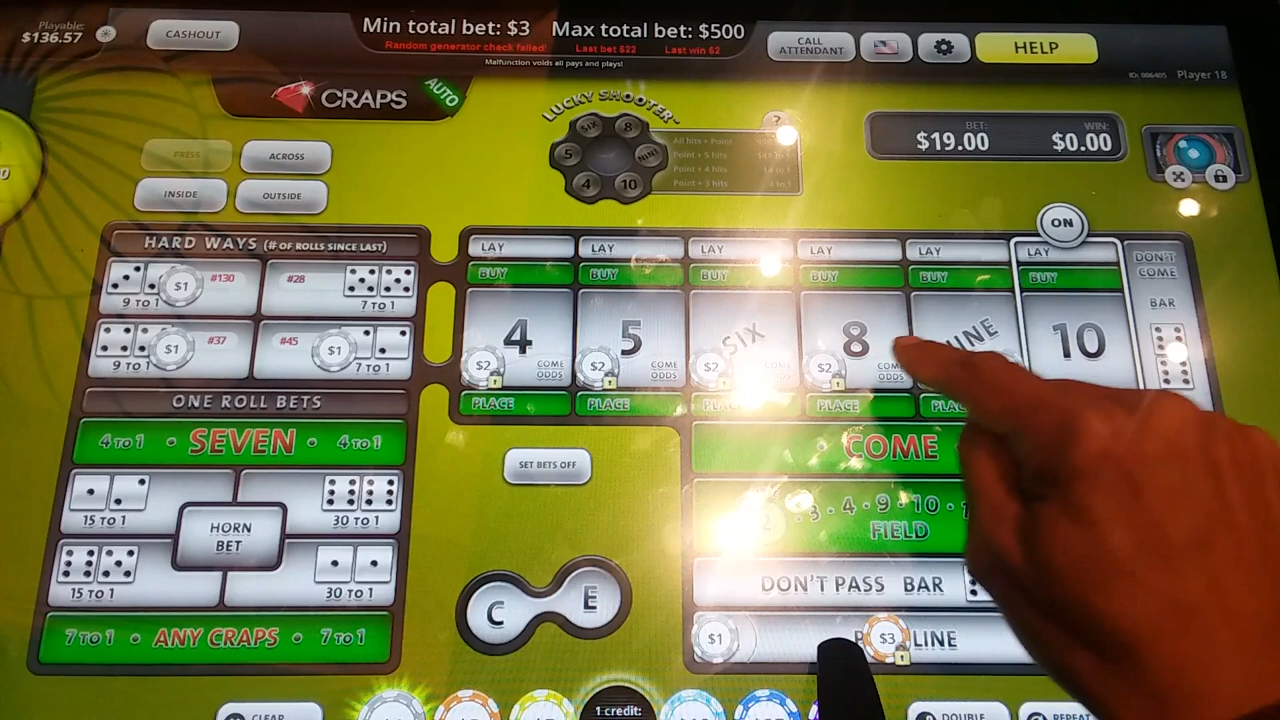 Playable:
$136.57
CASHOUT
Min total bet: $3 Max total bet: $500
Random generator check failed! Last bet $22 Last win $2
Malfunction voids all pays and plays!
CALL ATTENDANT
HELP
ID: 006405 Player 18
CRAPS
AUTO
LUCKY SHOOTER
SIX 8
5 NINE
4 10
?
All hits + Point
Point + 5 hits
Point + 4 hits
Point + 3 hits
BET: WIN:
$19.00 $0.00
PRESS ACROSS
INSIDE OUTSIDE
ON
HARD WAYS (# OF ROLLS SINCE LAST)
$1 #130 #28
9 TO 1 7 TO 1
$1 #37 #45 $1
9 TO 1 7 TO 1
LAY LAY LAY LAY LAY LAY
BUY BUY BUY BUY BUY BUY
4 5 SIX 8 NINE 10
$2 $2 $2 $2
COME ODDS COME ODDS COME ODDS
PLACE PLACE PLACE PLACE
DON'T
COME
BAR
ONE ROLL BETS
4 TO 1 • SEVEN • 4 TO 1
15 TO 1 30 TO 1
HORN
BET
15 TO 1 30 TO 1
7 TO 1 • ANY CRAPS • 7 TO 1
SET BETS OFF
C E
COME
3 • 4 • 9 • 10 •
FIELD
DON'T PASS BAR
$1 $3 LINE
1 credit:
CLEAR
DOUBLE
REPEAT